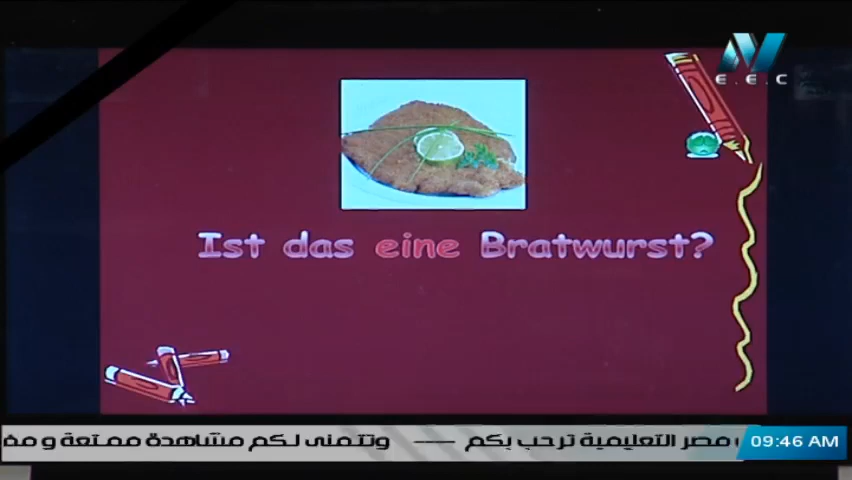 E.E.C
Ist das eine Bratwurst?
مصر التعليمية ترحب بكم —— وتتمنى لكم مشاهدة ممتعة و
09:46 AM